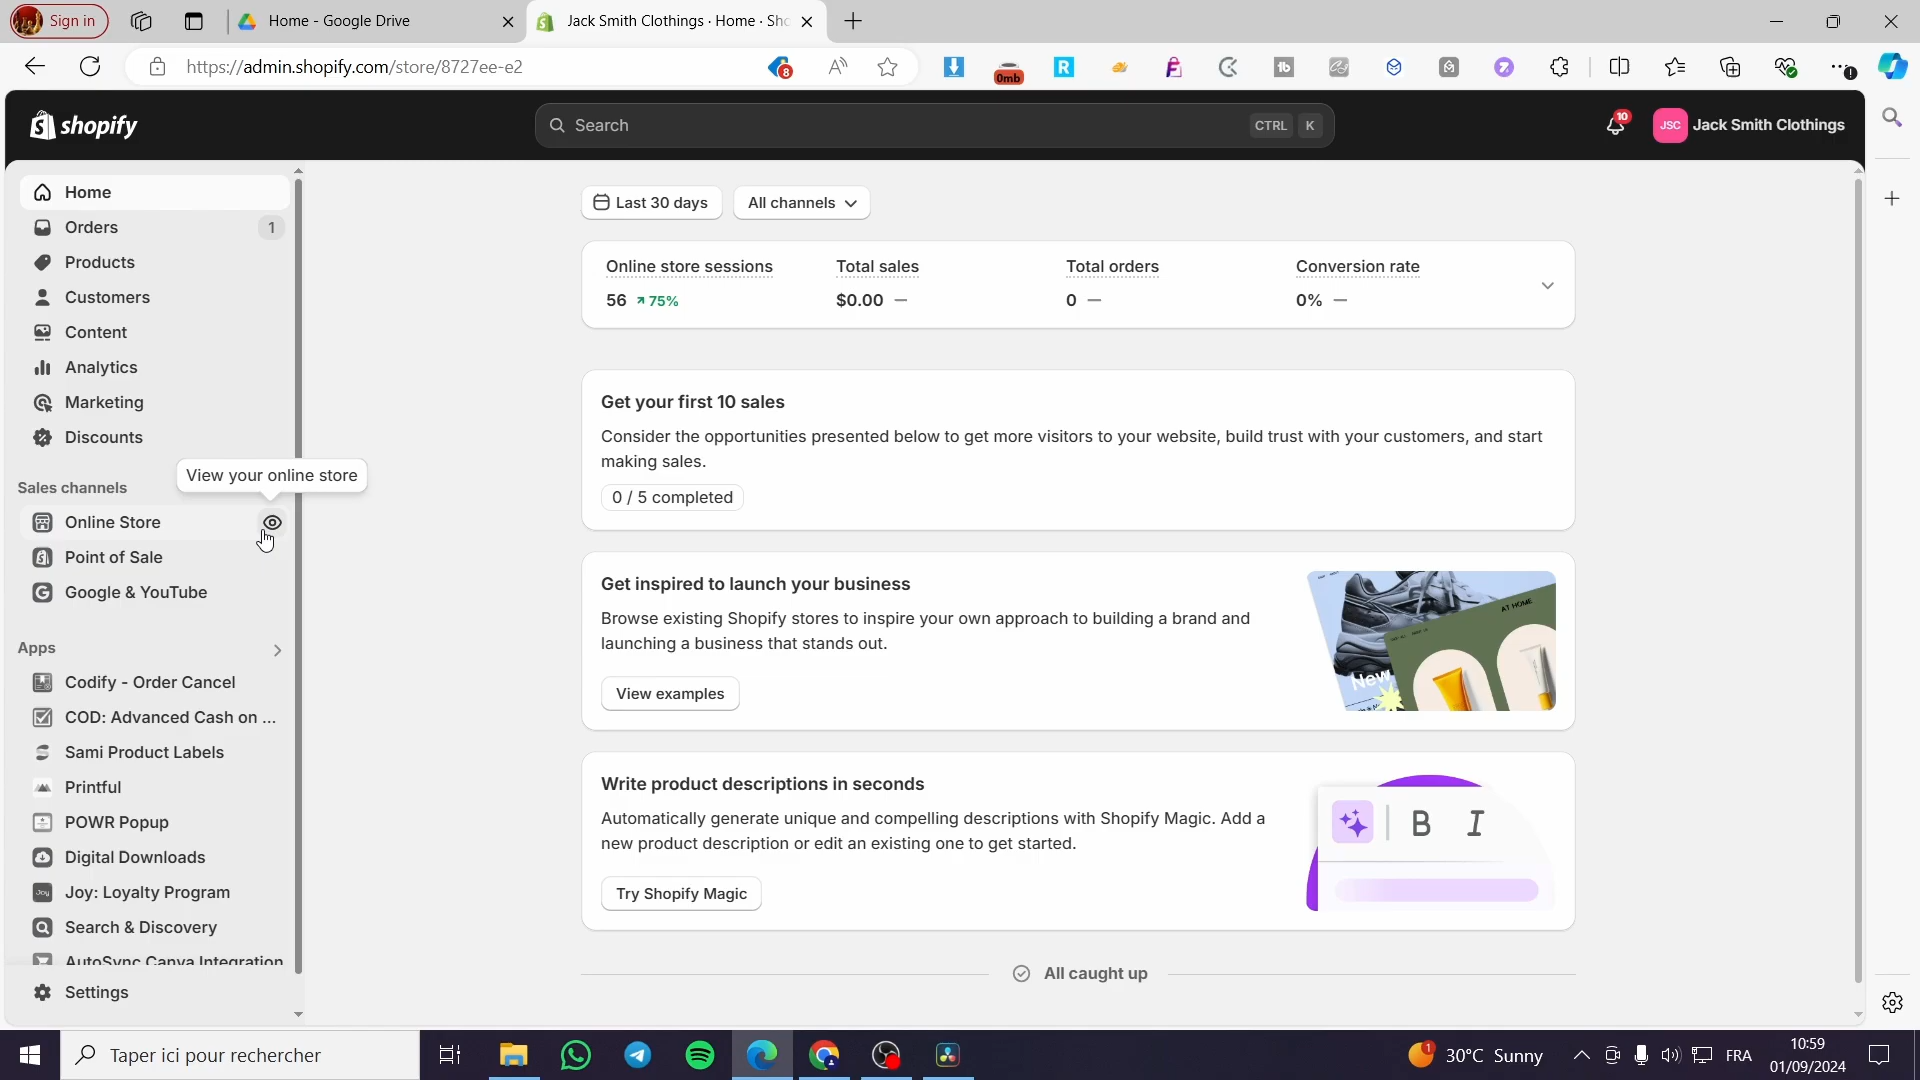 Sign in
Home - Google Drive
Jack Smith Clothings · Home · Sho
https://admin.shopify.com/store/8727ee-e2
8
0mb
shopify
Search
CTRL
K
10
JSC
Jack Smith Clothings
Home
Orders
1
Products
Customers
Content
Analytics
Marketing
Discounts
Sales channels
View your online store
Online Store
Point of Sale
Google & YouTube
Apps
Codify - Order Cancel
COD: Advanced Cash on ...
Sami Product Labels
Printful
POWR Popup
Digital Downloads
Joy: Loyalty Program
Search & Discovery
AutoSync Canva Integration
Settings
Last 30 days
All channels
Online store sessions
56
75%
Total sales
$0.00 —
Total orders
0 —
Conversion rate
0% —
Get your first 10 sales
Consider the opportunities presented below to get more visitors to your website, build trust with your customers, and start
making sales.
0 / 5 completed
Get inspired to launch your business
Browse existing Shopify stores to inspire your own approach to building a brand and
launching a business that stands out.
View examples
AT HOME
New
Write product descriptions in seconds
Automatically generate unique and compelling descriptions with Shopify Magic. Add a
new product description or edit an existing one to get started.
Try Shopify Magic
B
I
All caught up
Taper ici pour rechercher
1
30°C Sunny
FRA
10:59
01/09/2024